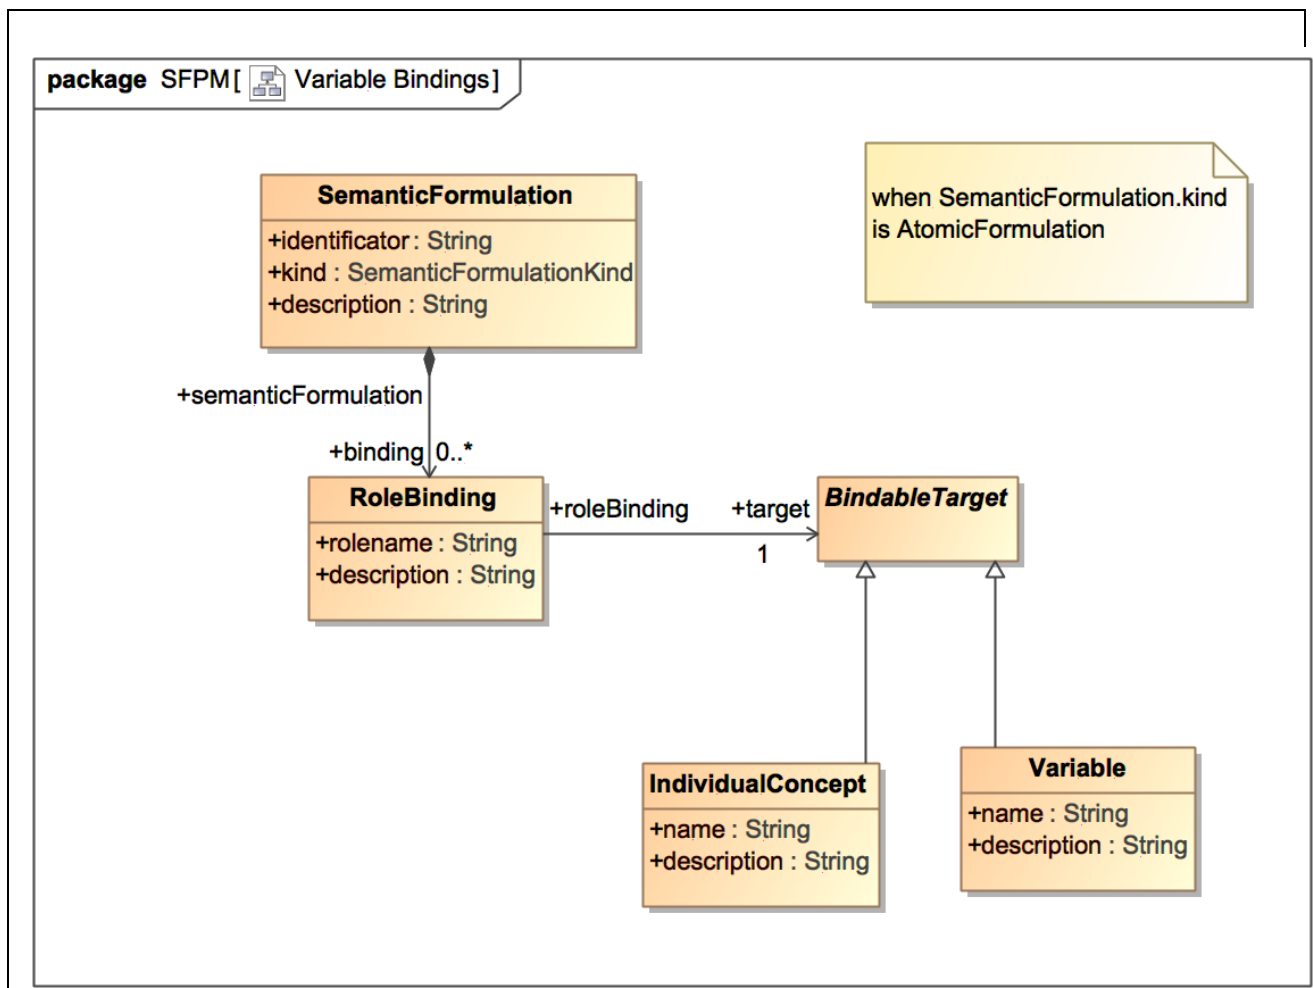 package SFPM[ Variable Bindings]
when SemanticFormulation.kind
is AtomicFormulation
SemanticFormulation
+identificator : String
+kind : SemanticFormulationKind
+description : String
+semanticFormulation
+binding 0..*
RoleBinding
+rolename : String
+description : String
+roleBinding +target
1
BindableTarget
IndividualConcept
+name : String
+description : String
Variable
+name : String
+description : String